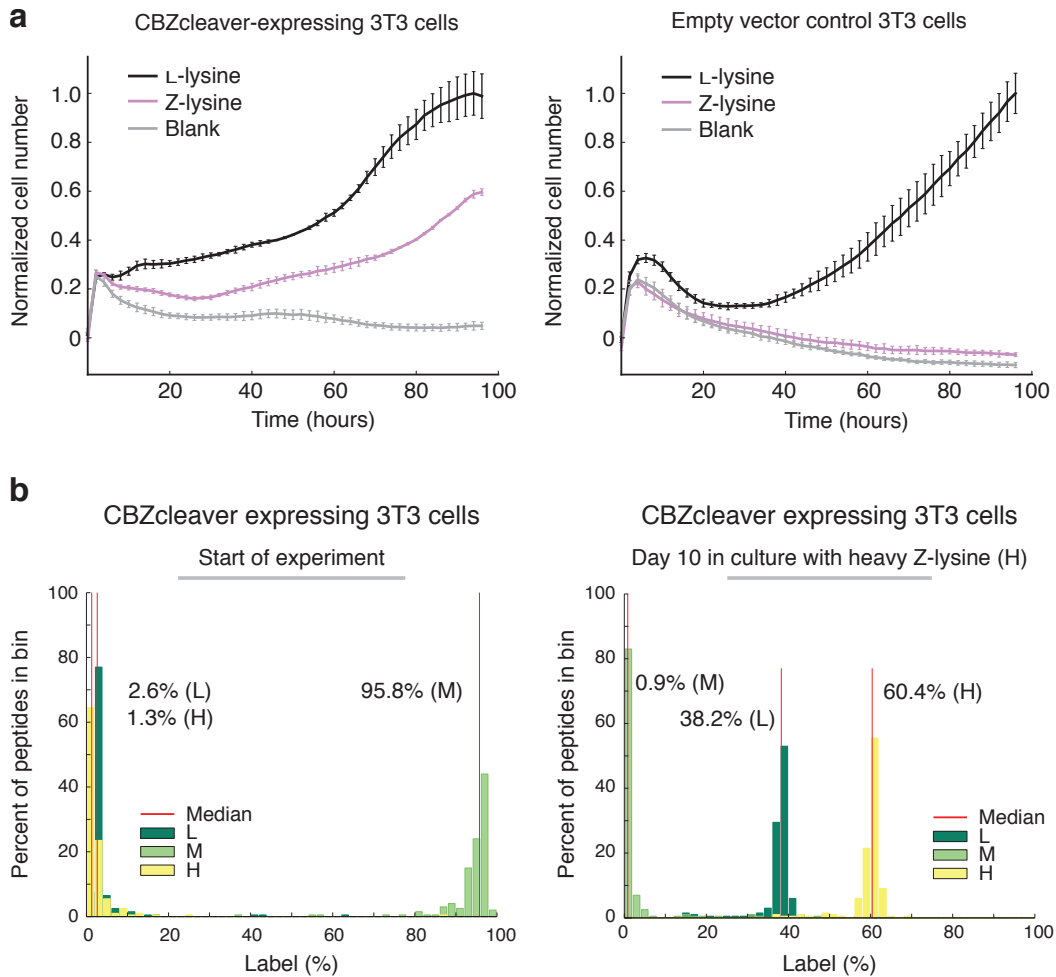 a
CBZcleaver-expressing 3T3 cells
Normalized cell number
1.0
0.8
0.6
0.4
0.2
0
L-lysine
Z-lysine
Blank
20
40
60
80
100
Time (hours)
Empty vector control 3T3 cells
Normalized cell number
1.0
0.8
0.6
0.4
0.2
0
L-lysine
Z-lysine
Blank
20
40
60
80
100
Time (hours)
b
CBZcleaver expressing 3T3 cells
Start of experiment
Percent of peptides in bin
100
80
60
40
20
0
2.6% (L)
1.3% (H)
95.8% (M)
Median
L
M
H
0
20
40
60
80
100
Label (%)
CBZcleaver expressing 3T3 cells
Day 10 in culture with heavy Z-lysine (H)
Percent of peptides in bin
100
80
60
40
20
0
0.9% (M)
38.2% (L)
60.4% (H)
Median
L
M
H
0
20
40
60
80
100
Label (%)